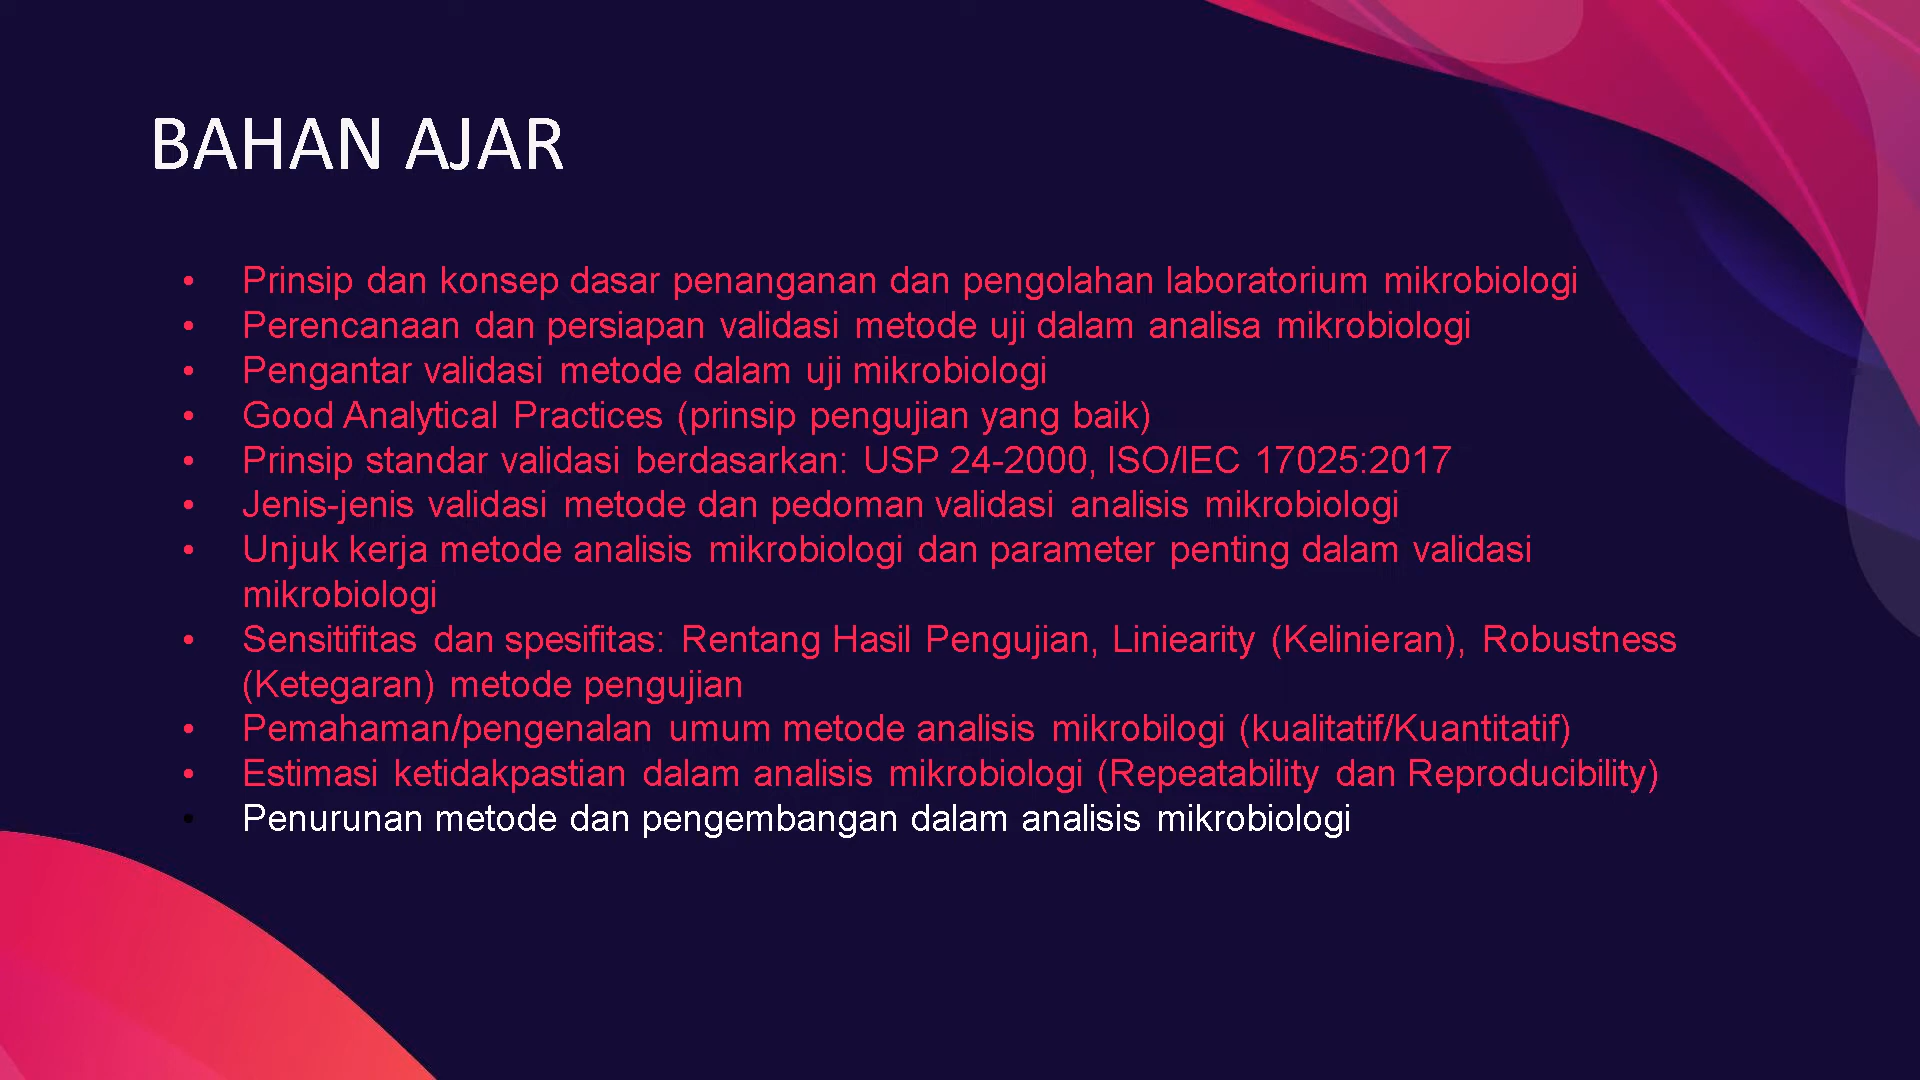 BAHAN AJAR
• Prinsip dan konsep dasar penanganan dan pengolahan laboratorium mikrobiologi
• Perencanaan dan persiapan validasi metode uji dalam analisa mikrobiologi
• Pengantar validasi metode dalam uji mikrobiologi
• Good Analytical Practices (prinsip pengujian yang baik)
• Prinsip standar validasi berdasarkan: USP 24-2000, ISO/IEC 17025:2017
• Jenis-jenis validasi metode dan pedoman validasi analisis mikrobiologi
• Unjuk kerja metode analisis mikrobiologi dan parameter penting dalam validasi
mikrobiologi
• Sensitifitas dan spesifitas: Rentang Hasil Pengujian, Liniearity (Kelinieran), Robustness
(Ketegaran) metode pengujian
• Pemahaman/pengenalan umum metode analisis mikrobilogi (kualitatif/Kuantitatif)
• Estimasi ketidakpastian dalam analisis mikrobiologi (Repeatability dan Reproducibility)
• Penurunan metode dan pengembangan dalam analisis mikrobiologi